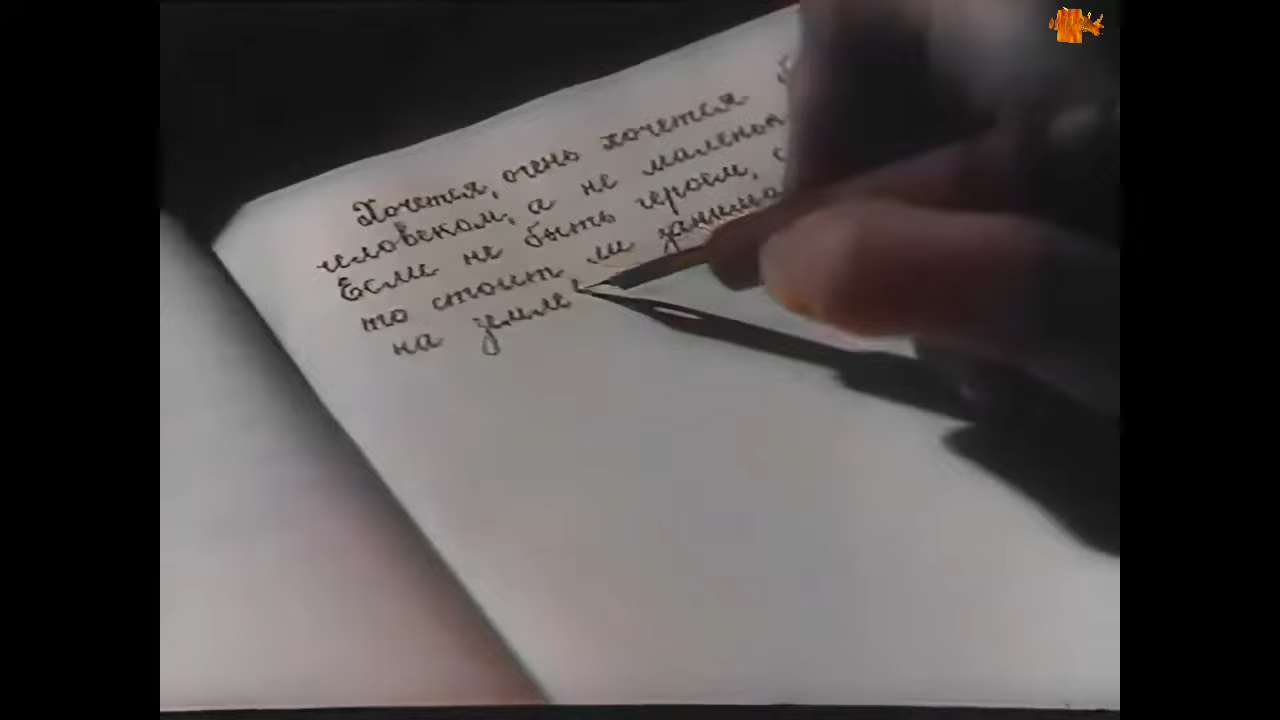 Хочется, очень хочется
человеком, а не маленьк
Если не быть героем, с
то стоит ли занима
на земле